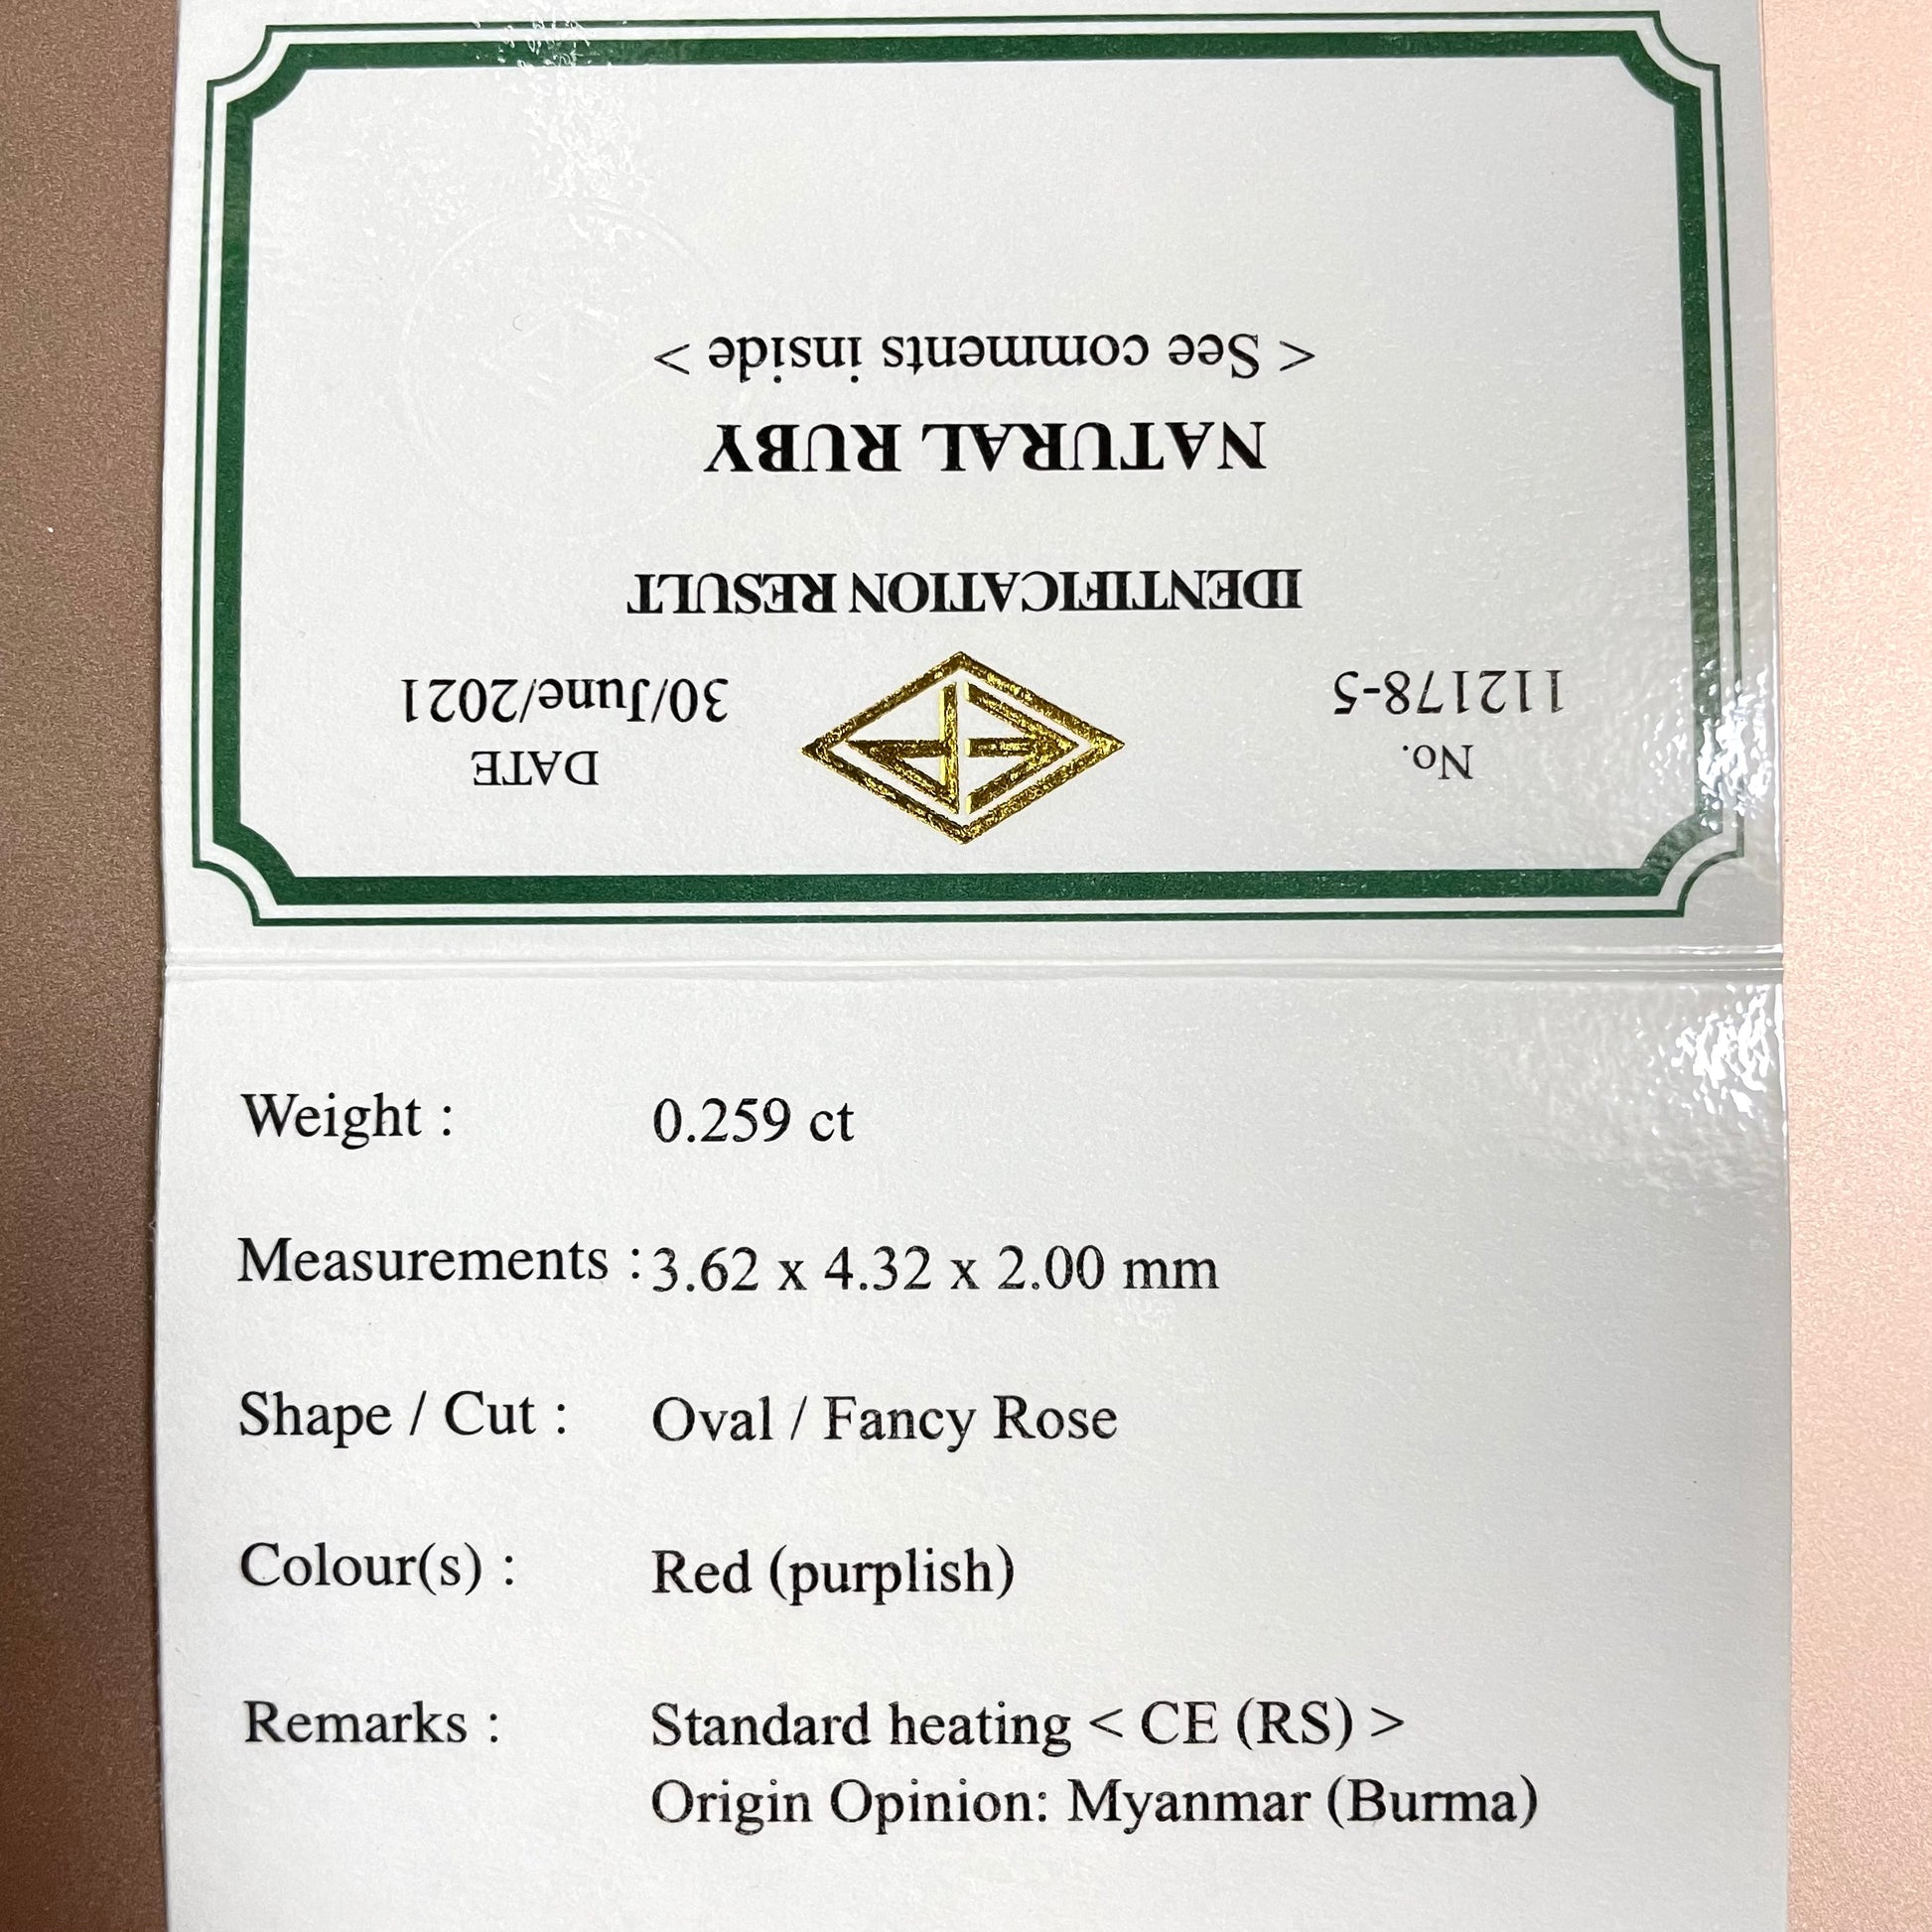 No.
112178-5
DATE
30/June/2021
IDENTIFICATION RESULT
NATURAL RUBY
< See comments inside >
Weight : 0.259 ct
Measurements : 3.62 x 4.32 x 2.00 mm
Shape / Cut : Oval / Fancy Rose
Colour(s) : Red (purplish)
Remarks : Standard heating < CE (RS) >
Origin Opinion: Myanmar (Burma)